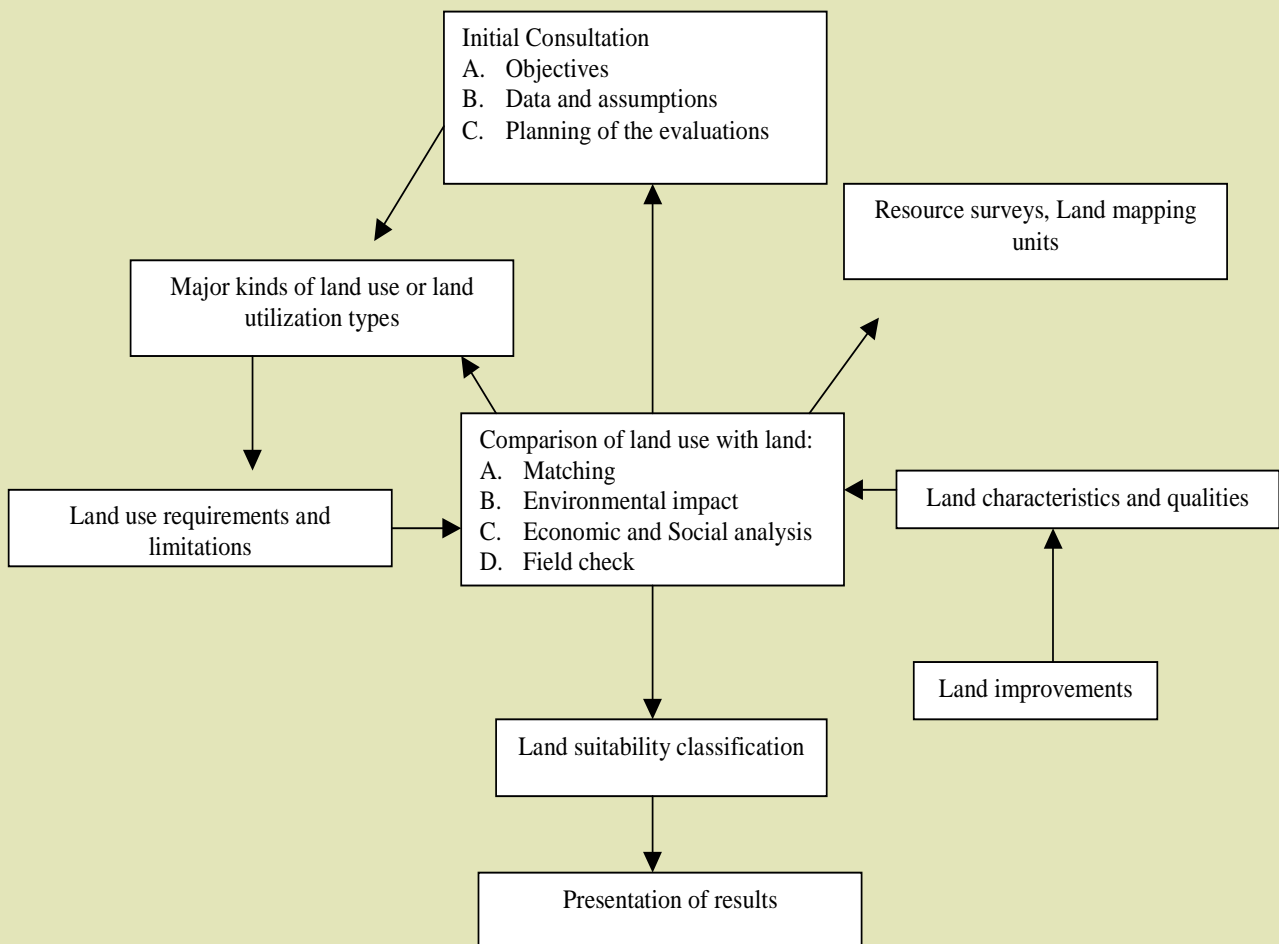 Initial Consultation
A. Objectives
B. Data and assumptions
C. Planning of the evaluations
Resource surveys, Land mapping
units
Major kinds of land use or land
utilization types
Comparison of land use with land:
A. Matching
B. Environmental impact
C. Economic and Social analysis
D. Field check
Land use requirements and
limitations
Land characteristics and qualities
Land improvements
Land suitability classification
Presentation of results